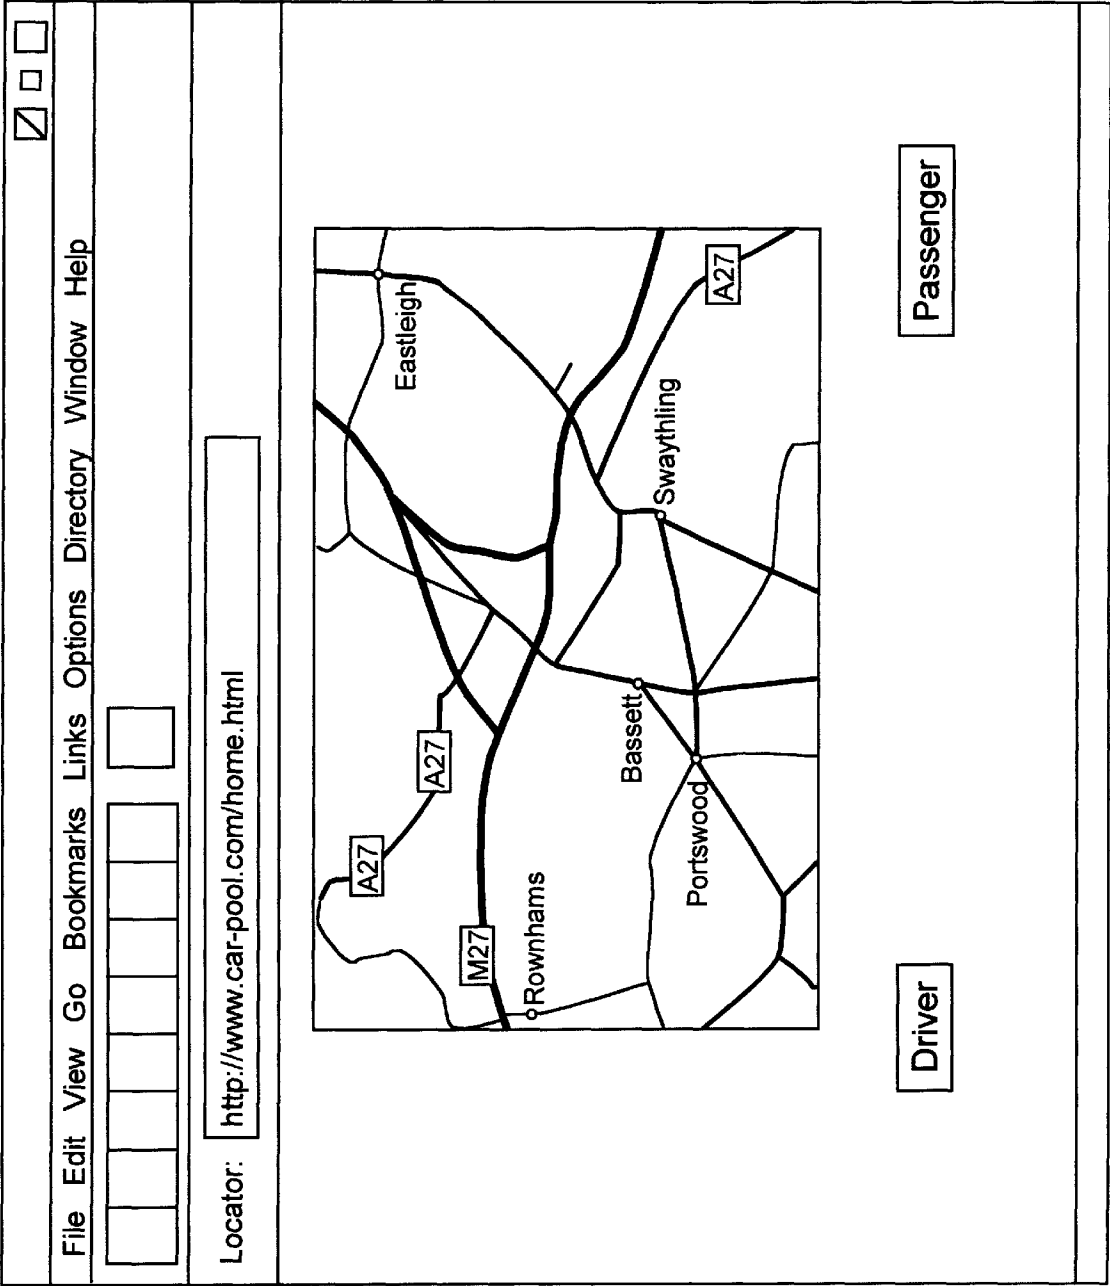 File Edit View Go Bookmarks Links Options Directory Window Help
Locator: http://www.car-pool.com/home.html
A27
Eastleigh
A27
M27
Rownhams
Swaythling
Bassett
A27
Portswood
Driver
Passenger